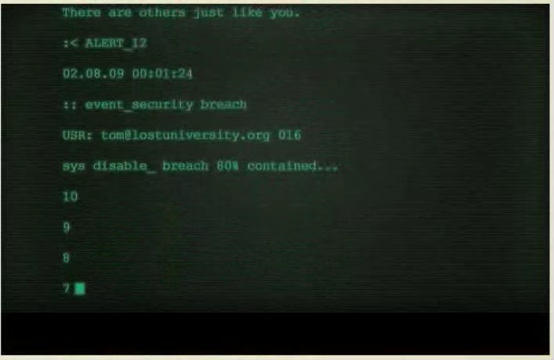 There are others just like you.
:< ALERT_12
02.08.09 00:01:24
:: event_security breach
USR: tom@lostuniversity.org 016
sys disable_ breach 80% contained...
10
9
8
7